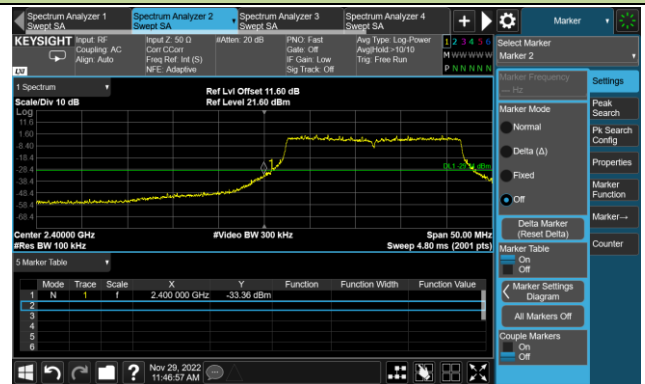 Spectrum Analyzer 1
Swept SA
Spectrum Analyzer 2
Swept SA
Spectrum Analyzer 3
Swept SA
Spectrum Analyzer 4
Swept SA
+
Marker
KEYSIGHT
Input: RF
Coupling: AC
Align: Auto
Input Z: 50 Ω
Corr CCorr
Freq Ref: Int (S)
NFE: Adaptive
#Atten: 20 dB
PNO: Fast
Gate: Off
IF Gain: Low
Sig Track: Off
Avg Type: Log-Power
Avg|Hold:>10/10
Trig: Free Run
1 2 3 4 5 6
M W W W W W
P N N N N N
LXI
Select Marker
Marker 2
Marker Frequency
--- Hz
Settings
Peak Search
Pk Search Config
Properties
Marker Function
Marker→
Counter
Marker Mode
Normal
Delta (Δ)
Fixed
Off
Delta Marker
(Reset Delta)
Marker Table
On
Off
Marker Settings
Diagram
All Markers Off
Couple Markers
On
Off
1 Spectrum
Scale/Div 10 dB
Ref Lvl Offset 11.60 dB
Ref Level 21.60 dBm
Log
11.6
1.60
-8.40
-18.4
-28.4
-38.4
-48.4
-58.4
-68.4
1
Center 2.40000 GHz
#Res BW 100 kHz
#Video BW 300 kHz
Span 50.00 MHz
Sweep 4.80 ms (2001 pts)
5 Marker Table
Mode Trace Scale X Y Function Function Width Function Value
1 N 1 f 2.400 000 GHz -33.36 dBm
2
3
4
5
6
?
Nov 29, 2022
11:46:57 AM